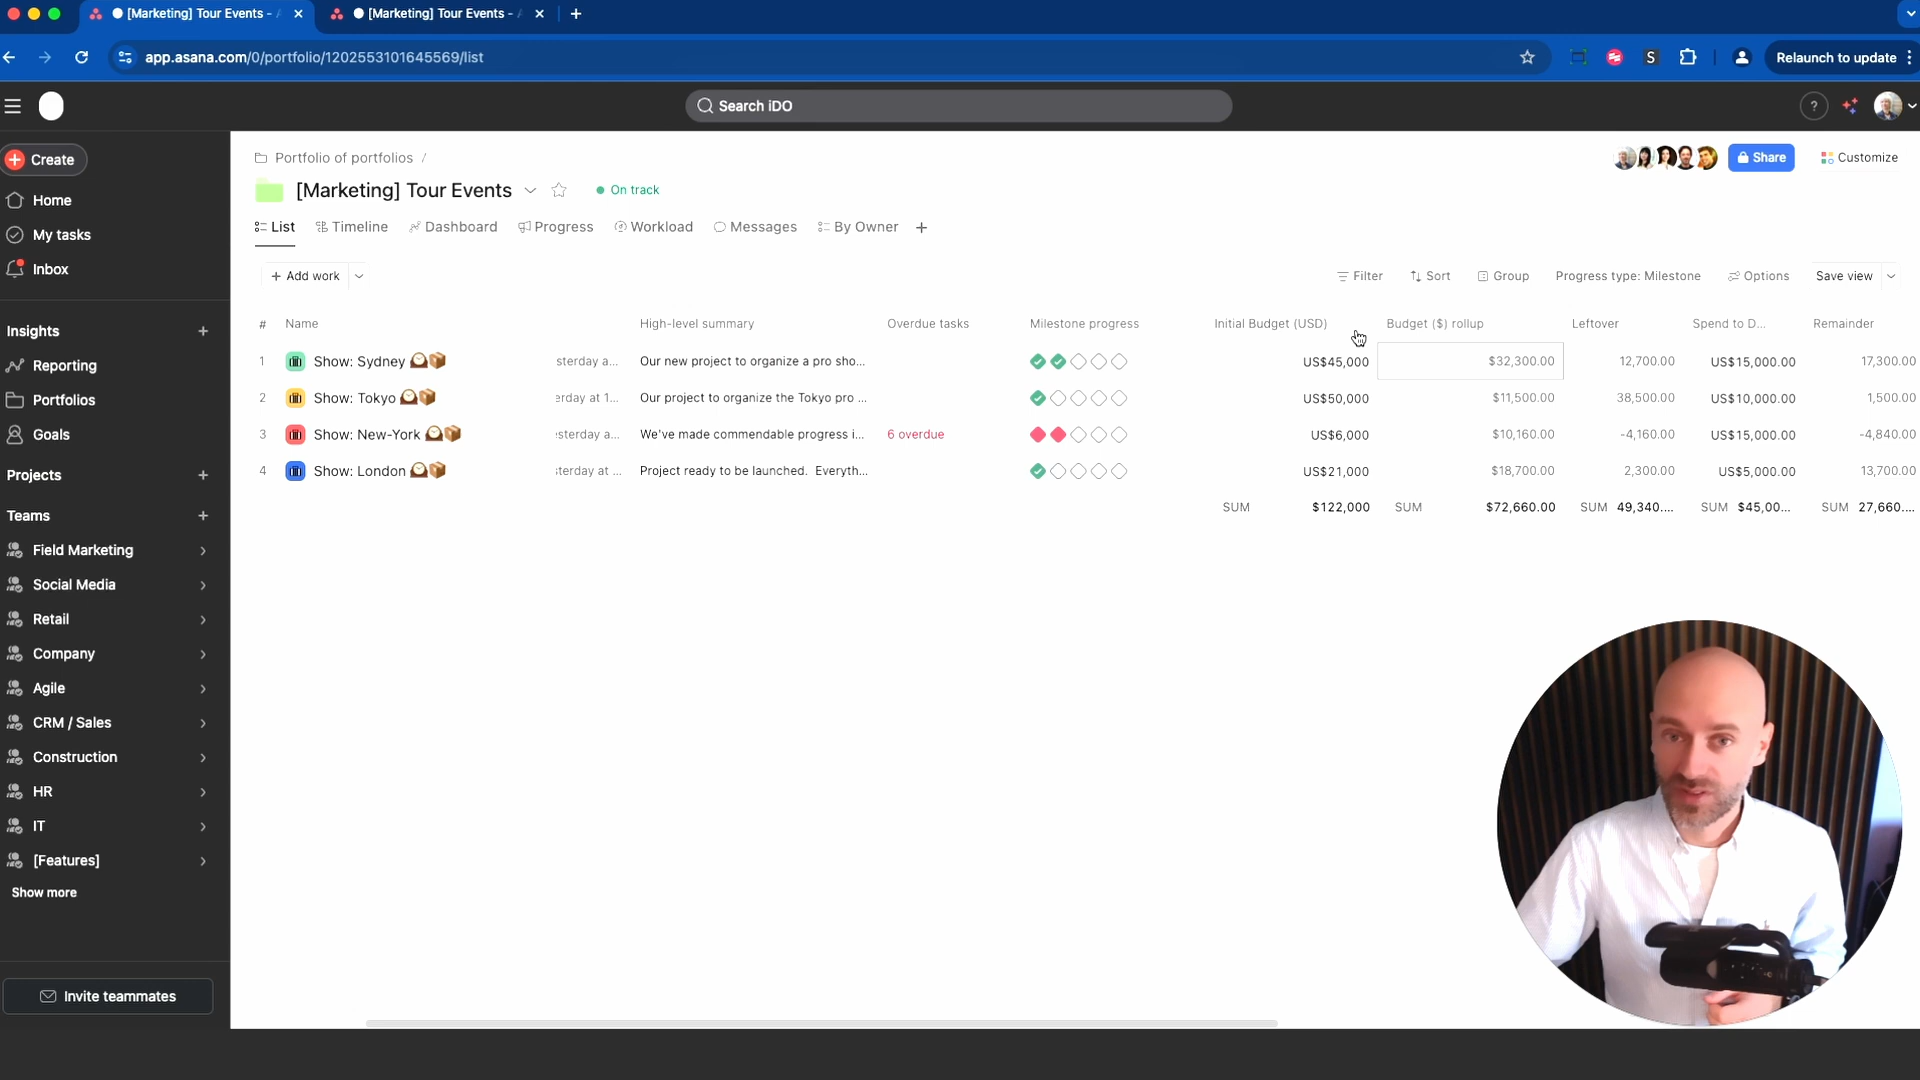 [Marketing] Tour Events -
[Marketing] Tour Events -
app.asana.com/0/portfolio/1202553101645569/list
S
Relaunch to update
Search iDO
?
Create
Home
My tasks
Inbox
Insights
Reporting
Portfolios
Goals
Projects
Teams
Field Marketing
Social Media
Retail
Company
Agile
CRM / Sales
Construction
HR
IT
[Features]
Show more
Invite teammates
Portfolio of portfolios /
Share
Customize
[Marketing] Tour Events
On track
List Timeline Dashboard Progress Workload Messages By Owner +
+ Add work
Filter Sort Group Progress type: Milestone Options Save view
# Name High-level summary Overdue tasks Milestone progress Initial Budget (USD) Budget ($) rollup Leftover Spend to D... Remainder
1 Show: Sydney sterday a... Our new project to organize a pro sho... US$45,000 $32,300.00 12,700.00 US$15,000.00 17,300.00
2 Show: Tokyo erday at 1... Our project to organize the Tokyo pro ... US$50,000 $11,500.00 38,500.00 US$10,000.00 1,500.00
3 Show: New-York esterday a... We've made commendable progress i... 6 overdue US$6,000 $10,160.00 -4,160.00 US$15,000.00 -4,840.00
4 Show: London sterday at ... Project ready to be launched. Everyth... US$21,000 $18,700.00 2,300.00 US$5,000.00 13,700.00
SUM $122,000 SUM $72,660.00 SUM 49,340.... SUM $45,00... SUM 27,660....